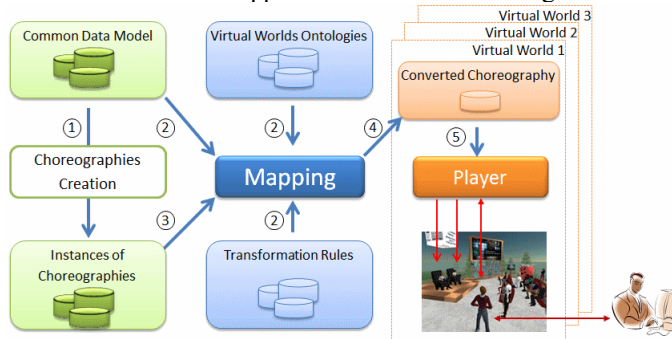 Virtual World 3
Virtual World 2
Virtual World 1
Common Data Model
Virtual Worlds Ontologies
Converted Choreography
1
2
2
4
5
Choreographies
Creation
Mapping
Player
3
2
Instances of
Choreographies
Transformation Rules